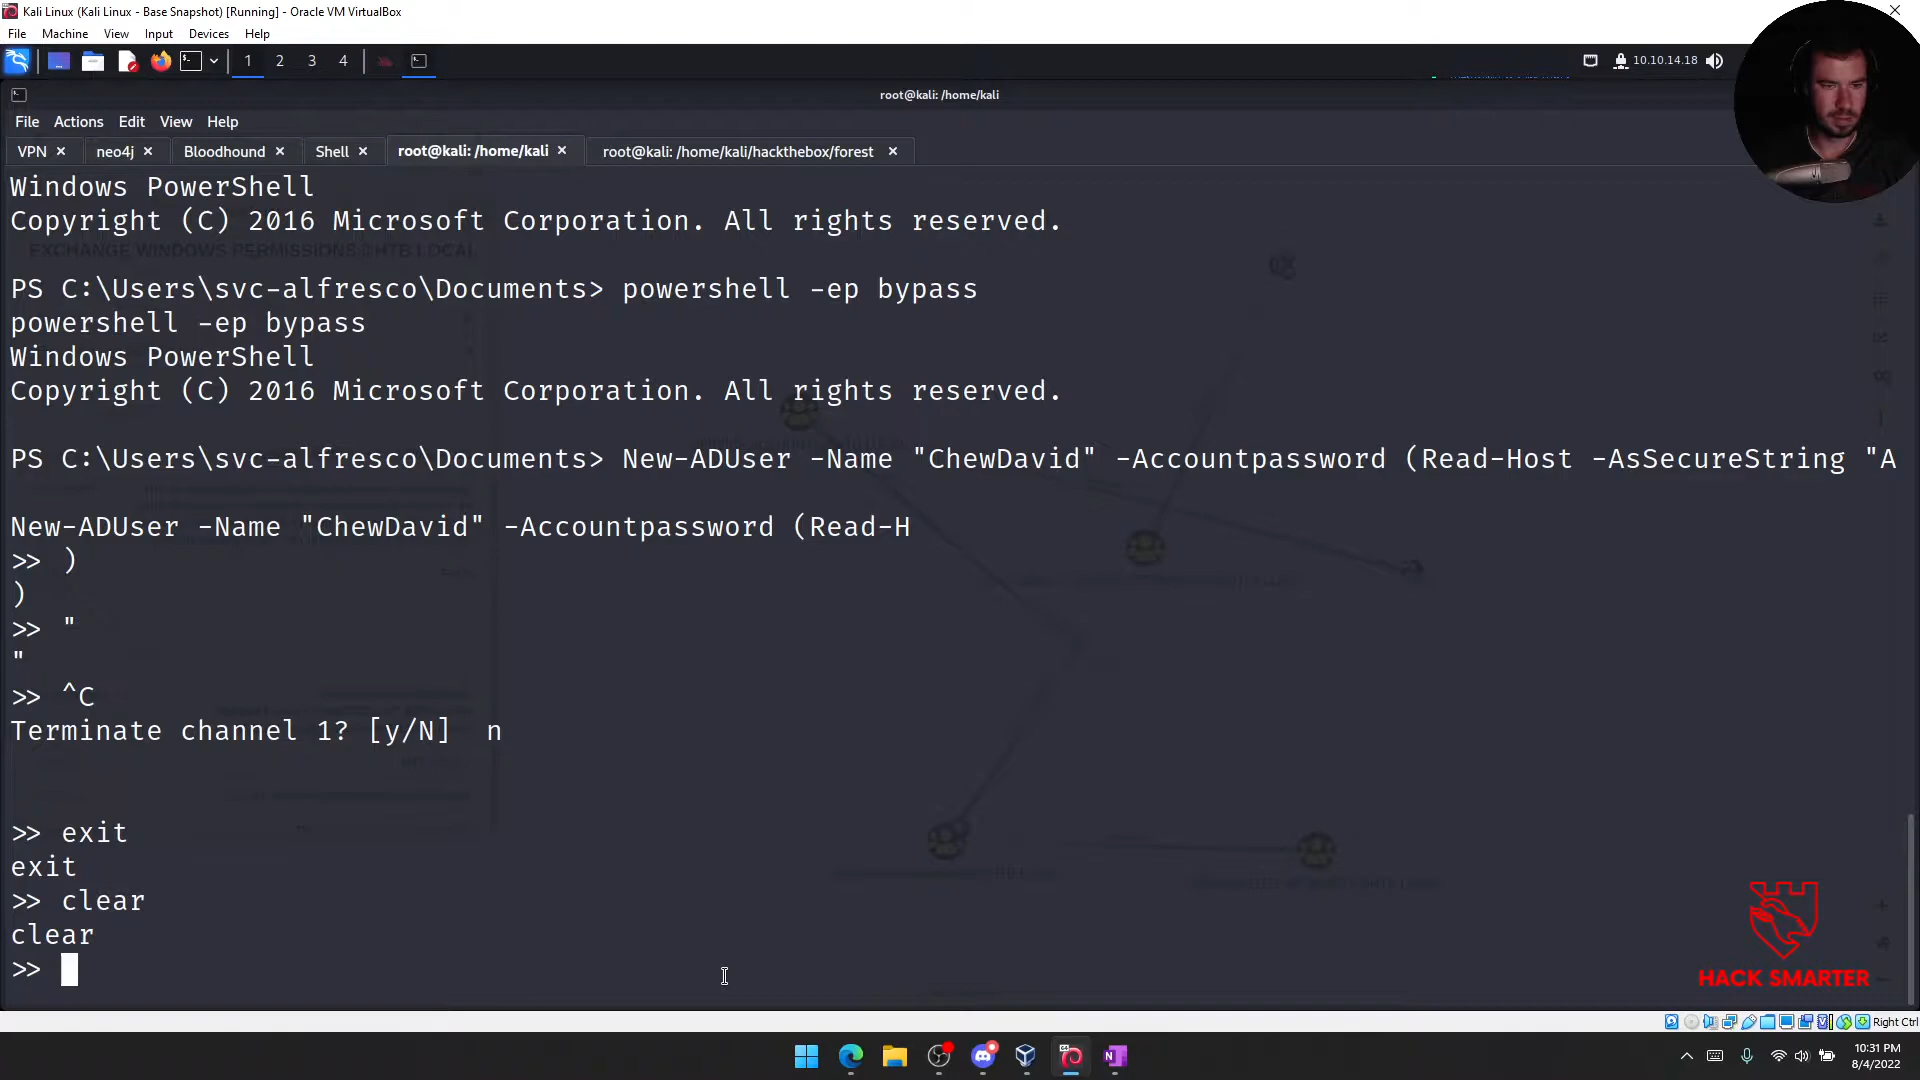 Kali Linux (Kali Linux - Base Snapshot) [Running] - Oracle VM VirtualBox
File Machine View Input Devices Help
1 2 3 4
10.10.14.18
root@kali: /home/kali
File Actions Edit View Help
VPN neo4j Bloodhound Shell root@kali: /home/kali root@kali: /home/kali/hackthebox/forest
Windows PowerShell
Copyright (C) 2016 Microsoft Corporation. All rights reserved.
EXCHANGE WINDOWS PERMISSIONS@HTB.LOCAL
PS C:\Users\svc-alfresco\Documents> powershell -ep bypass
powershell -ep bypass
Windows PowerShell
Copyright (C) 2016 Microsoft Corporation. All rights reserved.
PS C:\Users\svc-alfresco\Documents> New-ADUser -Name "ChewDavid" -Accountpassword (Read-Host -AsSecureString "A
New-ADUser -Name "ChewDavid" -Accountpassword (Read-H
>> )
)
>> "
"
>> ^C
Terminate channel 1? [y/N] n
>> exit
exit
>> clear
clear
>>
HACK SMARTER
Right Ctrl
10:31 PM
8/4/2022